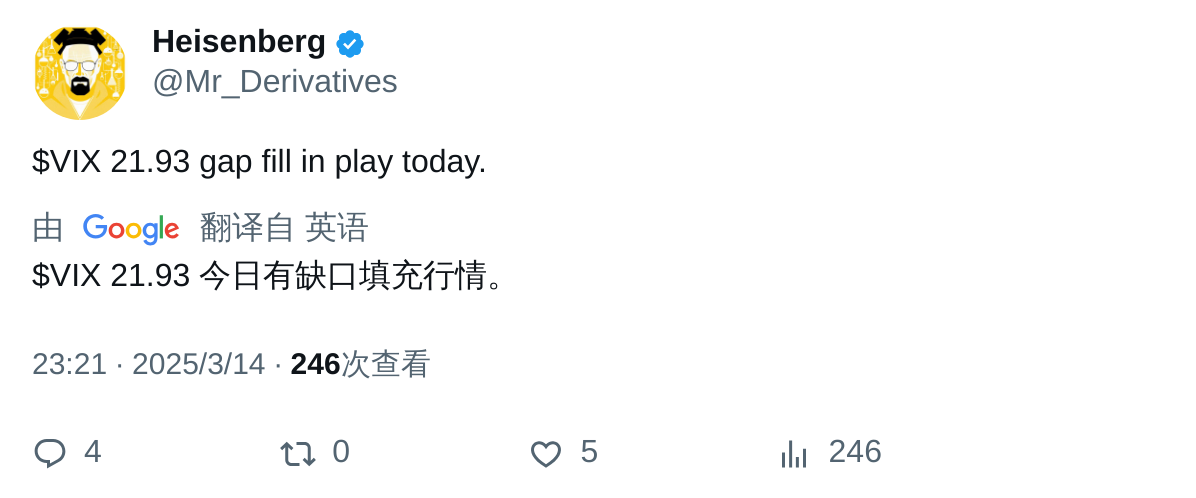 Heisenberg
@Mr_Derivatives
$VIX 21.93 gap fill in play today.
由 Google 翻译自 英语
$VIX 21.93 今日有缺口填充行情。
23:21 · 2025/3/14 · 246次查看
4 0 5 246